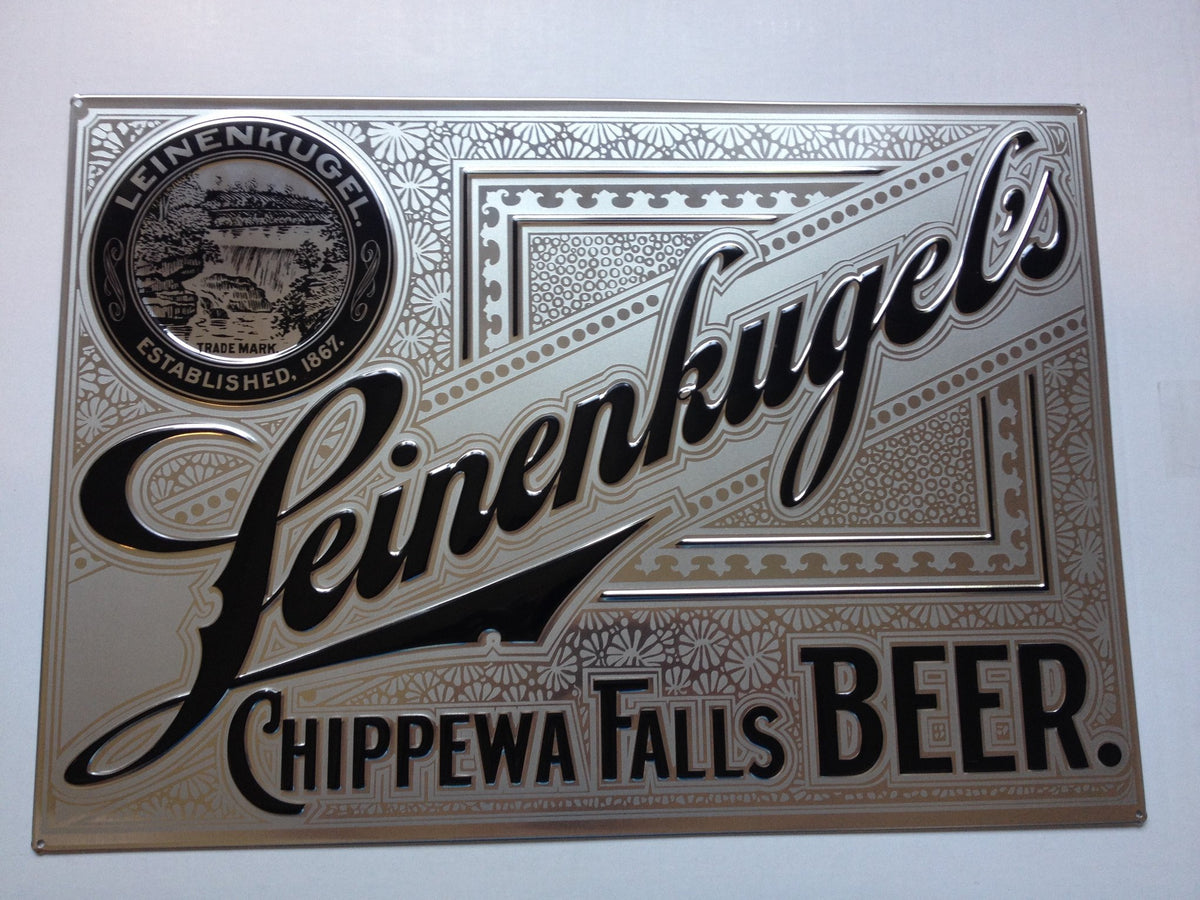 LEINENKUGEL.
TRADE MARK.
ESTABLISHED, 1867.
Leinenkugel's
CHIPPEWA FALLS BEER.